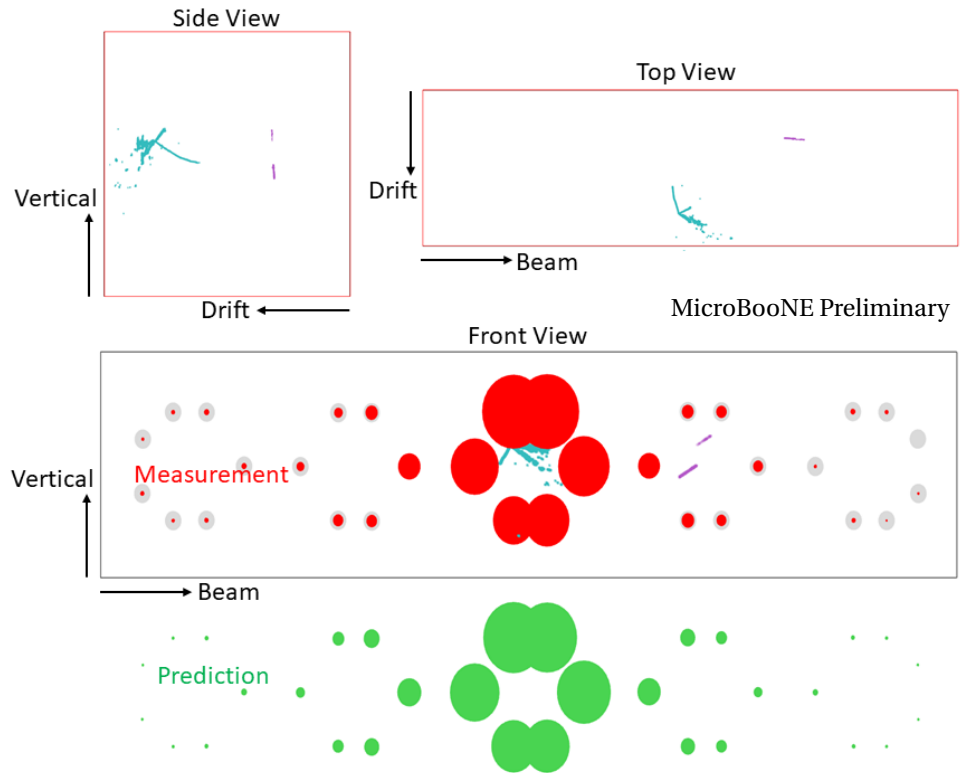 Side View
Top View
Vertical
Drift
Drift
Beam
MicroBooNE Preliminary
Front View
Measurement
Vertical
Beam
Prediction